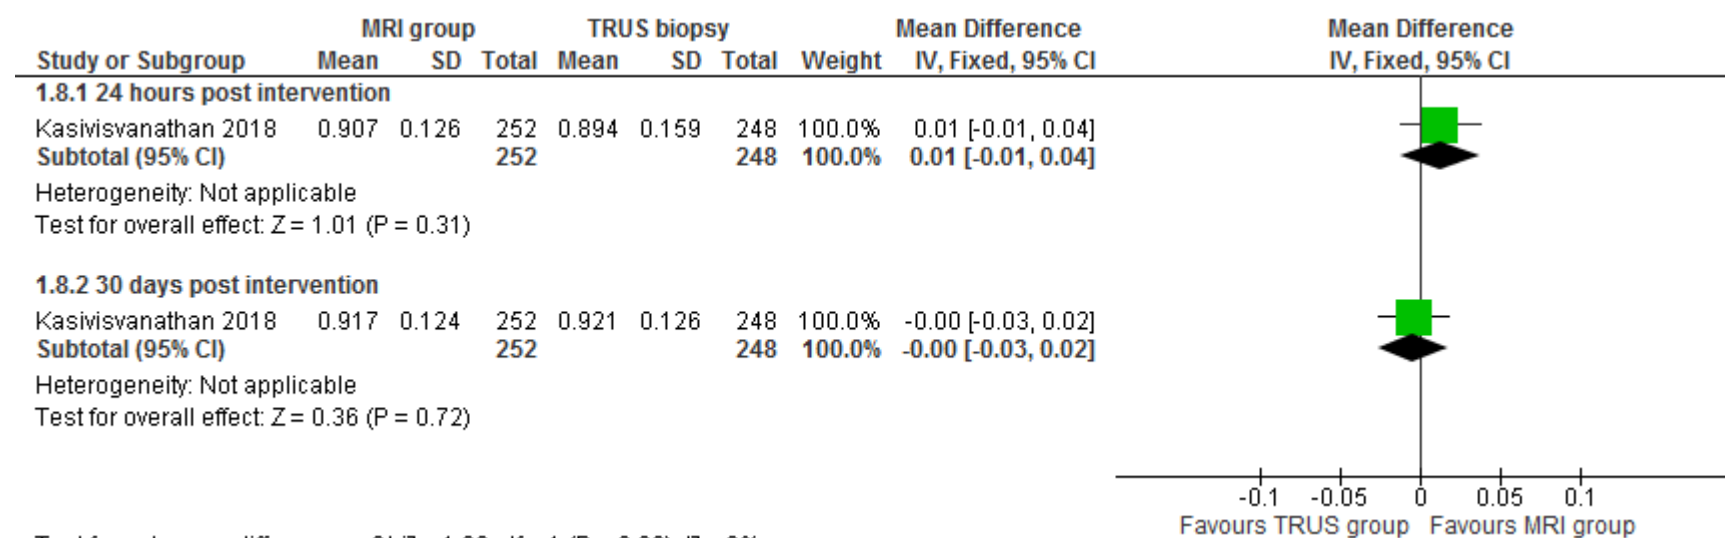 MRI group TRUS biopsy Mean Difference Mean Difference
Study or Subgroup Mean SD Total Mean SD Total Weight IV, Fixed, 95% CI IV, Fixed, 95% CI
1.8.1 24 hours post intervention
Kasivisvanathan 2018 0.907 0.126 252 0.894 0.159 248 100.0% 0.01 [-0.01, 0.04]
Subtotal (95% CI) 252 248 100.0% 0.01 [-0.01, 0.04]
Heterogeneity: Not applicable
Test for overall effect: Z = 1.01 (P = 0.31)
1.8.2 30 days post intervention
Kasivisvanathan 2018 0.917 0.124 252 0.921 0.126 248 100.0% -0.00 [-0.03, 0.02]
Subtotal (95% CI) 252 248 100.0% -0.00 [-0.03, 0.02]
Heterogeneity: Not applicable
Test for overall effect: Z = 0.36 (P = 0.72)
-0.1 -0.05 0 0.05 0.1
Favours TRUS group Favours MRI group